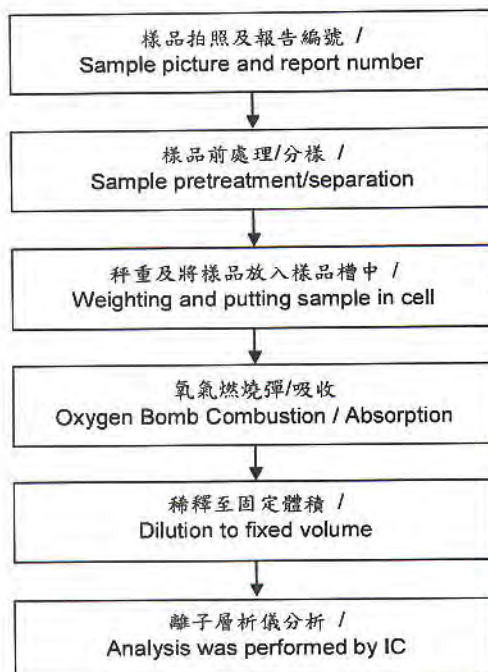 樣品拍照及報告編號 /
Sample picture and report number
樣品前處理/分樣 /
Sample pretreatment/separation
秤重及將樣品放入樣品槽中 /
Weighting and putting sample in cell
氧氣燃燒彈/吸收
Oxygen Bomb Combustion / Absorption
稀釋至固定體積 /
Dilution to fixed volume
離子層析儀分析 /
Analysis was performed by IC